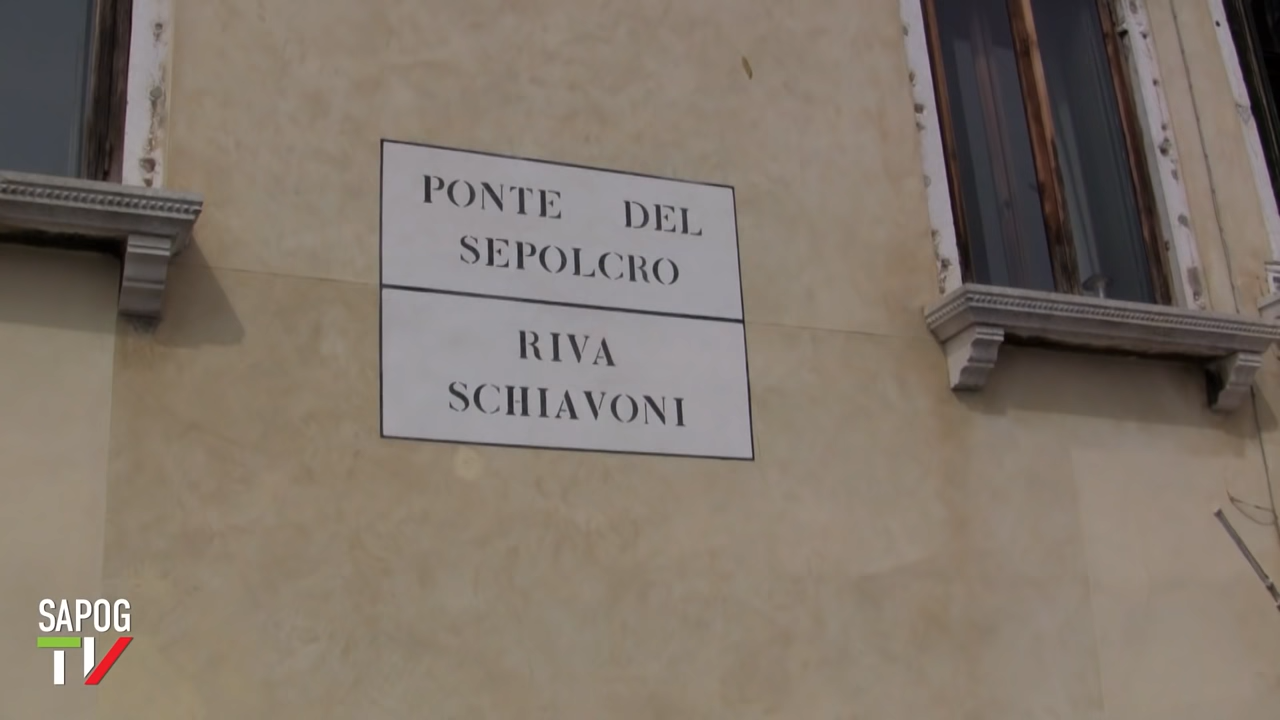 PONTE DEL
SEPOLCRO
RIVA
SCHIAVONI
SAPOG
TV